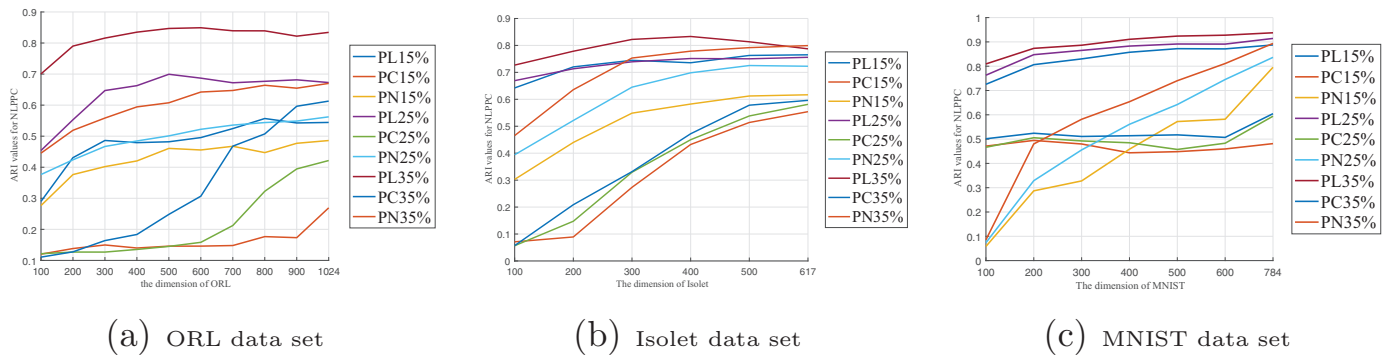 ARI values for NLPPC
0.9
0.8
0.7
0.6
0.5
0.4
0.3
0.2
0.1
100 200 300 400 500 600 700 800 900 1024
the dimension of ORL
PL15%
PC15%
PN15%
PL25%
PC25%
PN25%
PL35%
PC35%
PN35%
(a) ORL data set
ARI values for NLPPC
0.9
0.8
0.7
0.6
0.5
0.4
0.3
0.2
0.1
0
100 200 300 400 500 617
The dimension of Isolet
PL15%
PC15%
PN15%
PL25%
PC25%
PN25%
PL35%
PC35%
PN35%
(b) Isolet data set
ARI values for NLPPC
1
0.9
0.8
0.7
0.6
0.5
0.4
0.3
0.2
0.1
0
100 200 300 400 500 600 784
The dimension of MNIST
PL15%
PC15%
PN15%
PL25%
PC25%
PN25%
PL35%
PC35%
PN35%
(c) MNIST data set